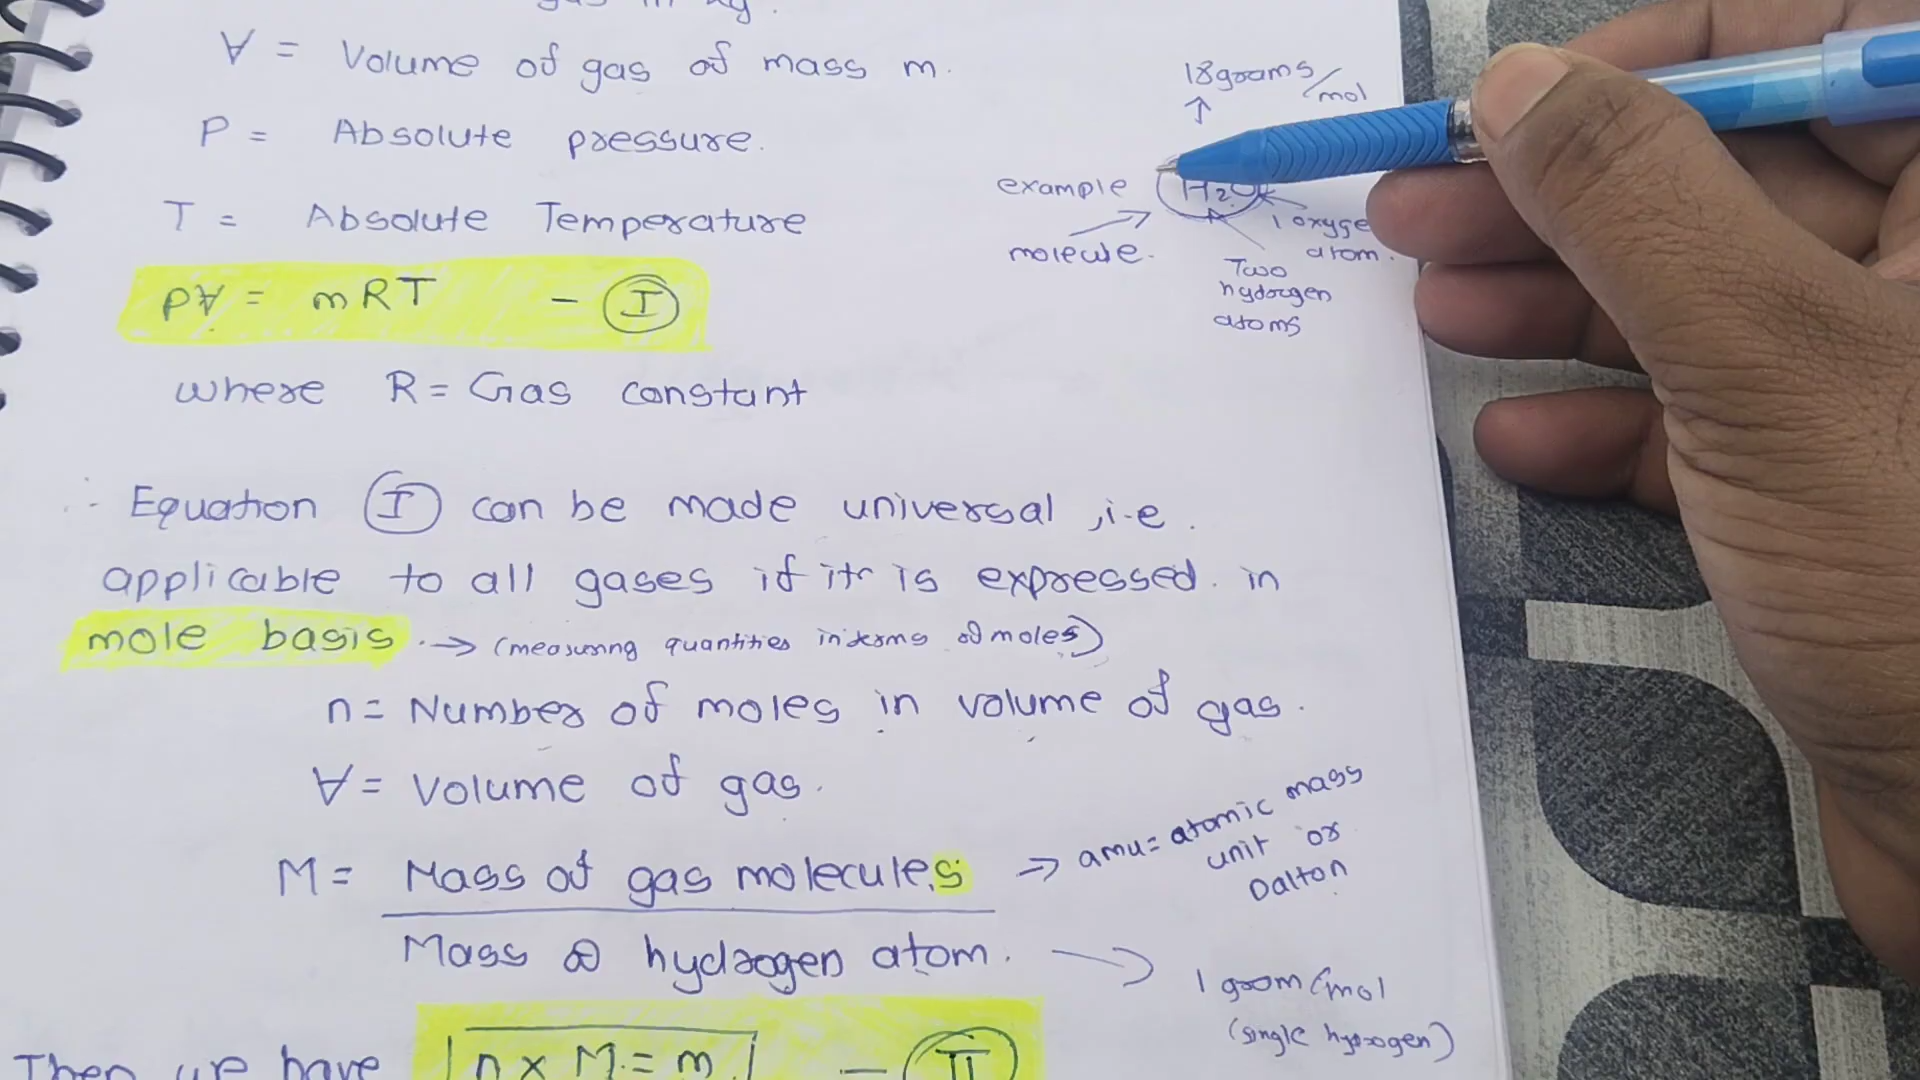 ∀ = Volume of gas of mass m.
P = Absolute pressure.
T = Absolute Temperature
P∀ = mRT - I
where R = Gas constant
18 grams/mol
↑
example
H2O
molecule.
1 oxyge
atom.
Two
hydrogen
atoms
Equation I can be made universal, i.e.
applicable to all gases if it is expressed in
mole basis. → (measuring quantities in terms of moles)
n = Number of moles in volume of gas.
∀ = Volume of gas.
M = Mass of gas molecules → amu = atomic mass
unit or
Dalton
Mass of hydrogen atom. → 1 gram/mol
(single hydrogen)
Then we have n x M = m - II